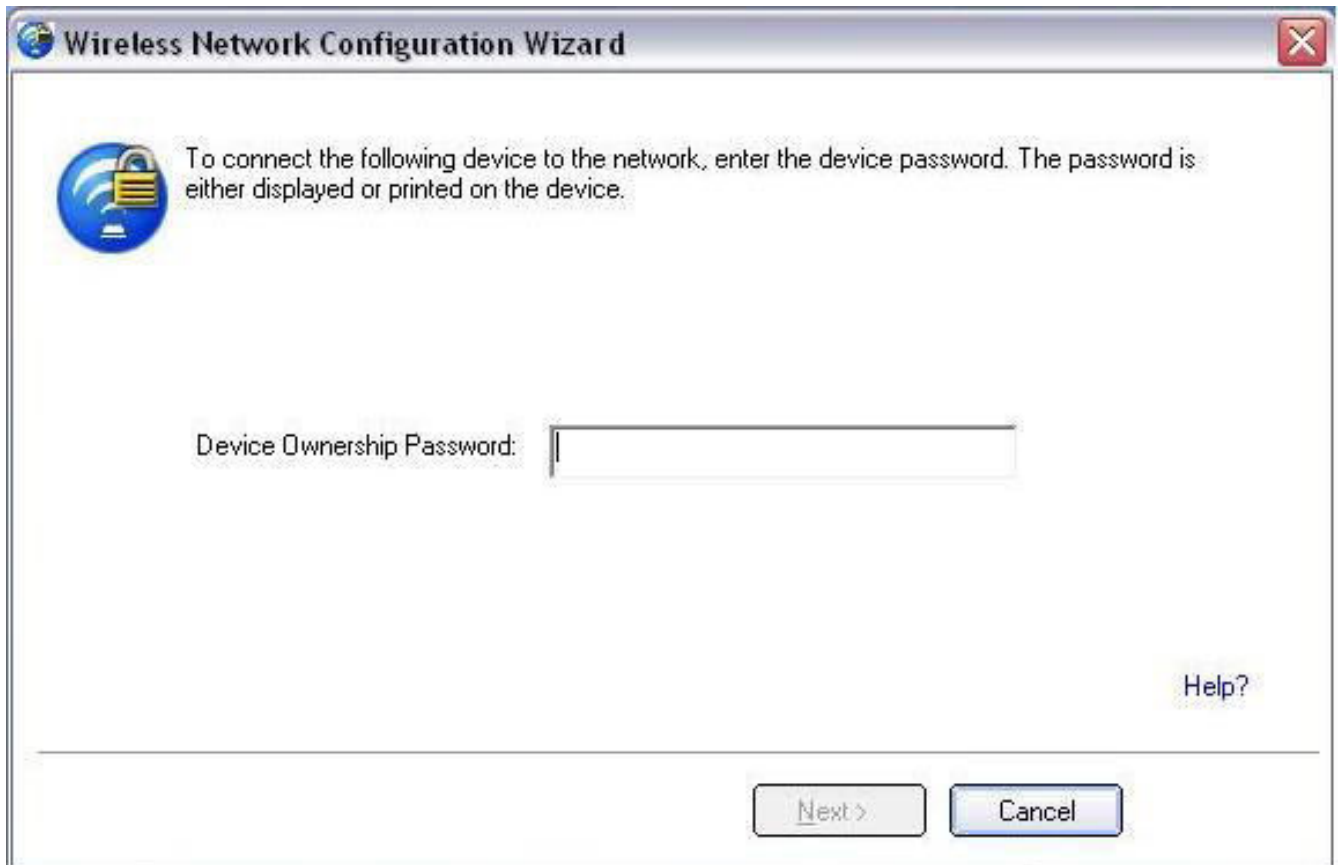 Wireless Network Configuration Wizard
To connect the following device to the network, enter the device password. The password is
either displayed or printed on the device.
Device Ownership Password:
Help?
Next >
Cancel